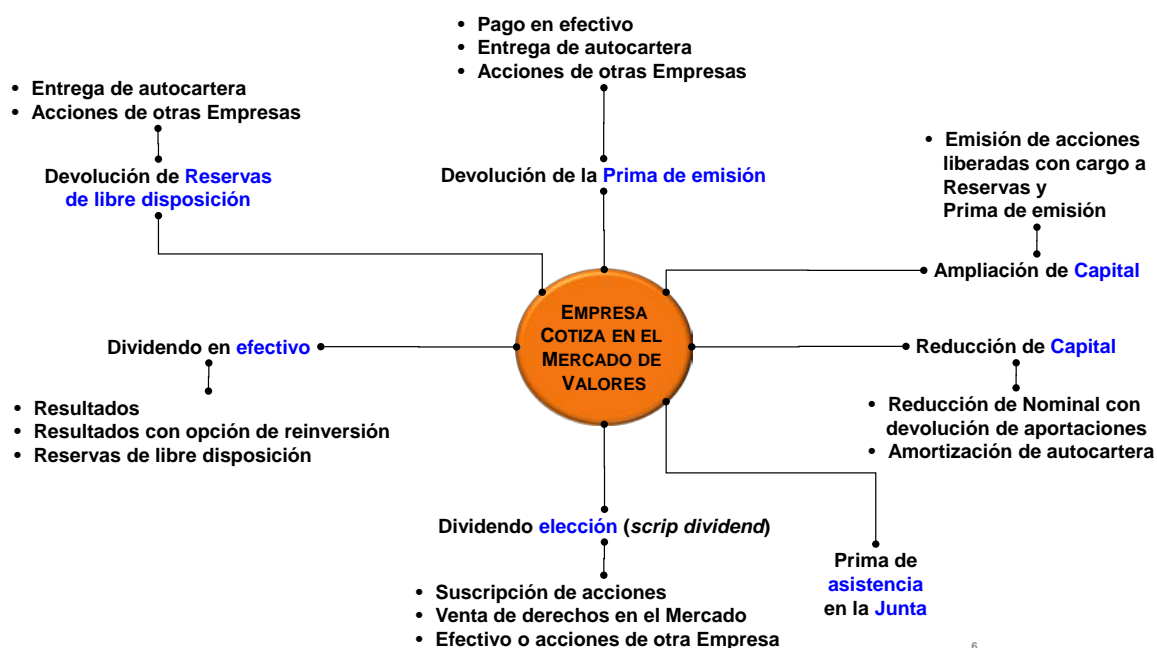 • Pago en efectivo
• Entrega de autocartera
• Acciones de otras Empresas
• Entrega de autocartera
• Acciones de otras Empresas
• Emisión de acciones
liberadas con cargo a
Reservas y
Prima de emisión
Devolución de Reservas
de libre disposición
Devolución de la Prima de emisión
Ampliación de Capital
EMPRESA
COTIZA EN EL
MERCADO DE
VALORES
Dividendo en efectivo
Reducción de Capital
• Resultados
• Resultados con opción de reinversión
• Reservas de libre disposición
• Reducción de Nominal con
devolución de aportaciones
• Amortización de autocartera
Dividendo elección (scrip dividend)
• Suscripción de acciones
• Venta de derechos en el Mercado
• Efectivo o acciones de otra Empresa
Prima de
asistencia
en la Junta
6